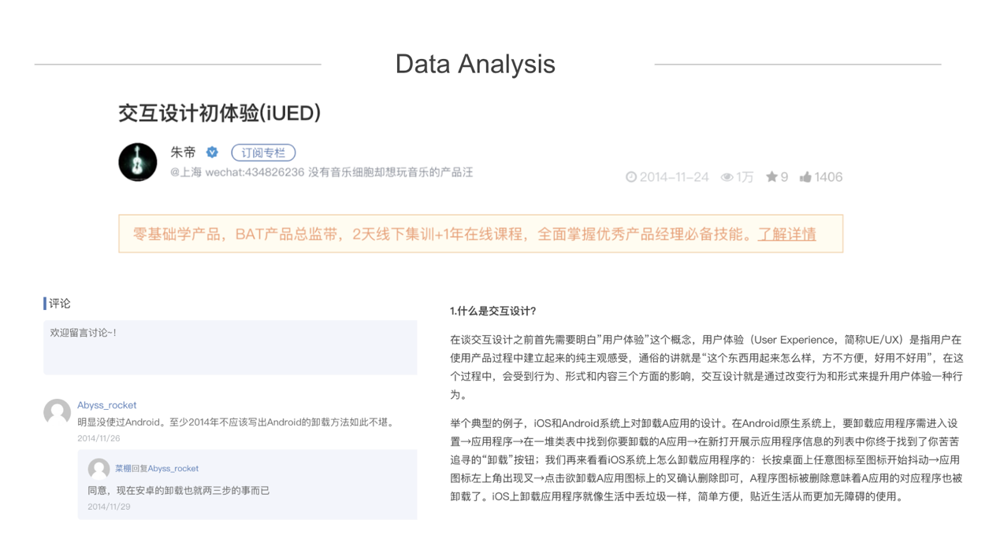 Data Analysis
交互设计初体验(iUED)
朱帝 订阅专栏
@上海 wechat:434826236 没有音乐细胞却想玩音乐的产品汪
2014-11-24 1万 9 1406
零基础学产品，BAT产品总监带，2天线下集训+1年在线课程，全面掌握优秀产品经理必备技能。了解详情
评论
欢迎留言讨论~!
Abyss_rocket
明显没使过Android。至少2014年不应该写出Android的卸载方法如此不堪。
2014/11/26
菜棚回复Abyss_rocket
同意，现在安卓的卸载也就两三步的事而已
2014/11/29
1.什么是交互设计?
在谈交互设计之前首先需要明白”用户体验”这个概念，用户体验（User Experience，简称UE/UX）是指用户在
使用产品过程中建立起来的纯主观感受，通俗的讲就是“这个东西用起来怎么样，方不方便，好用不好用”，在这
个过程中，会受到行为、形式和内容三个方面的影响，交互设计就是通过改变行为和形式来提升用户体验一种行
为。
举个典型的例子，iOS和Android系统上对卸载A应用的设计。在Android原生系统上，要卸载应用程序需进入设
置→应用程序→在一堆类表中找到你要卸载的A应用→在新打开展示应用程序信息的列表中你终于找到了你苦苦
追寻的“卸载”按钮；我们再来看看iOS系统上怎么卸载应用程序的：长按桌面上任意图标至图标开始抖动→应用
图标左上角出现叉→点击欲卸载A应用图标上的叉确认删除即可，A程序图标被删除意味着A应用的对应程序也被
卸载了。iOS上卸载应用程序就像生活中丢垃圾一样，简单方便，贴近生活从而更加无障碍的使用。